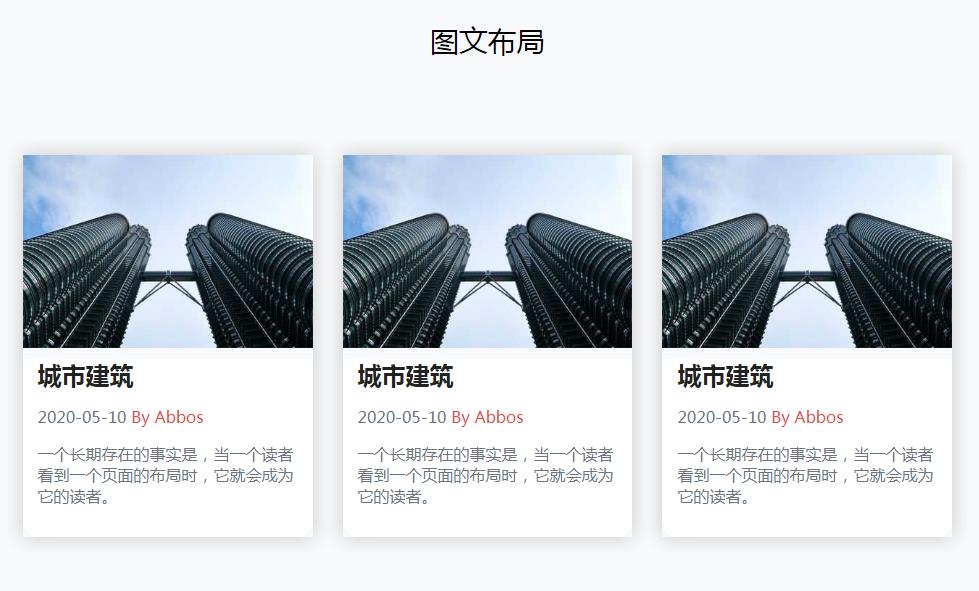 图文布局
城市建筑
2020-05-10 By Abbos
一个长期存在的事实是，当一个读者
看到一个页面的布局时，它就会成为
它的读者。
城市建筑
2020-05-10 By Abbos
一个长期存在的事实是，当一个读者
看到一个页面的布局时，它就会成为
它的读者。
城市建筑
2020-05-10 By Abbos
一个长期存在的事实是，当一个读者
看到一个页面的布局时，它就会成为
它的读者。